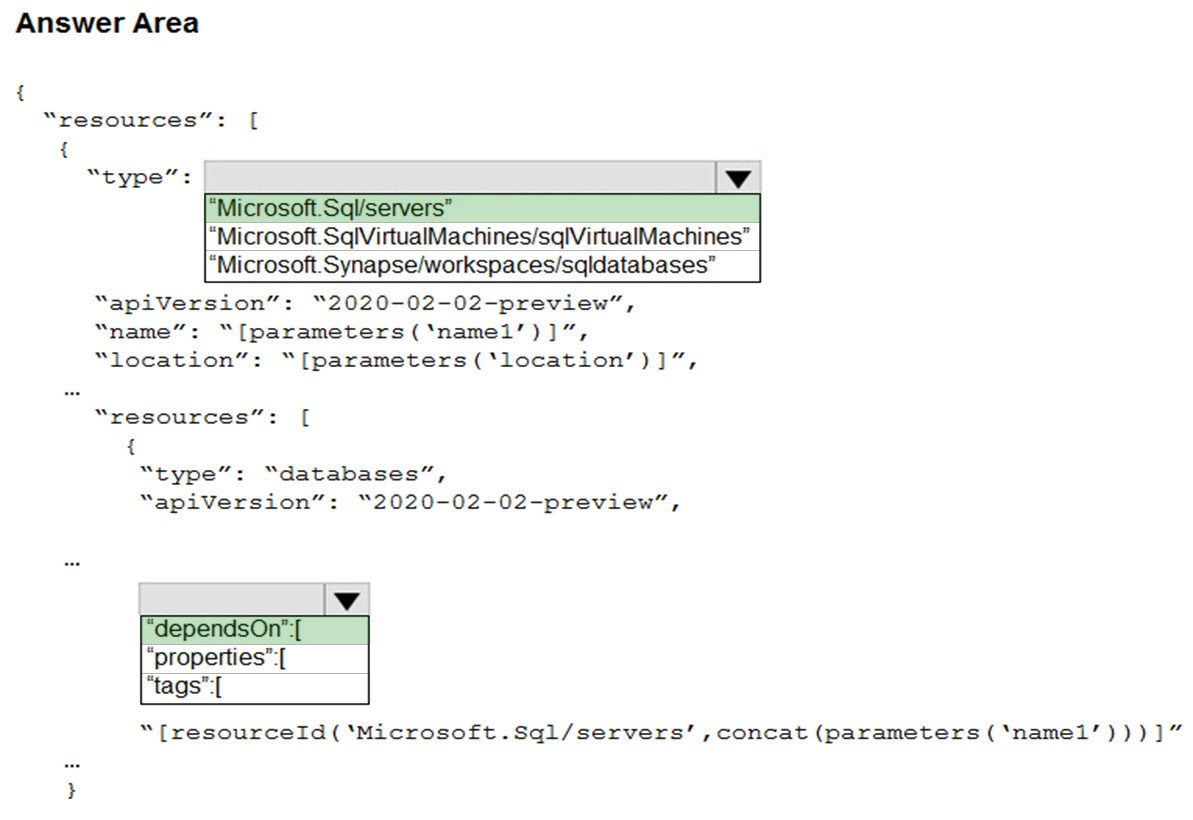 Answer Area
{
“resources”: [
{
“type”:
“Microsoft.Sql/servers”
“Microsoft.SqlVirtualMachines/sqlVirtualMachines”
“Microsoft.Synapse/workspaces/sqldatabases”
“apiVersion”: “2020-02-02-preview”,
“name”: “[parameters(‘name1’)]”,
“location”: “[parameters(‘location’)]”,
…
“resources”: [
{
“type”: “databases”,
“apiVersion”: “2020-02-02-preview”,
…
“dependsOn”:[
“properties”:[
“tags”:[
“[resourceId(‘Microsoft.Sql/servers’,concat(parameters(‘name1’)))]”
…
}